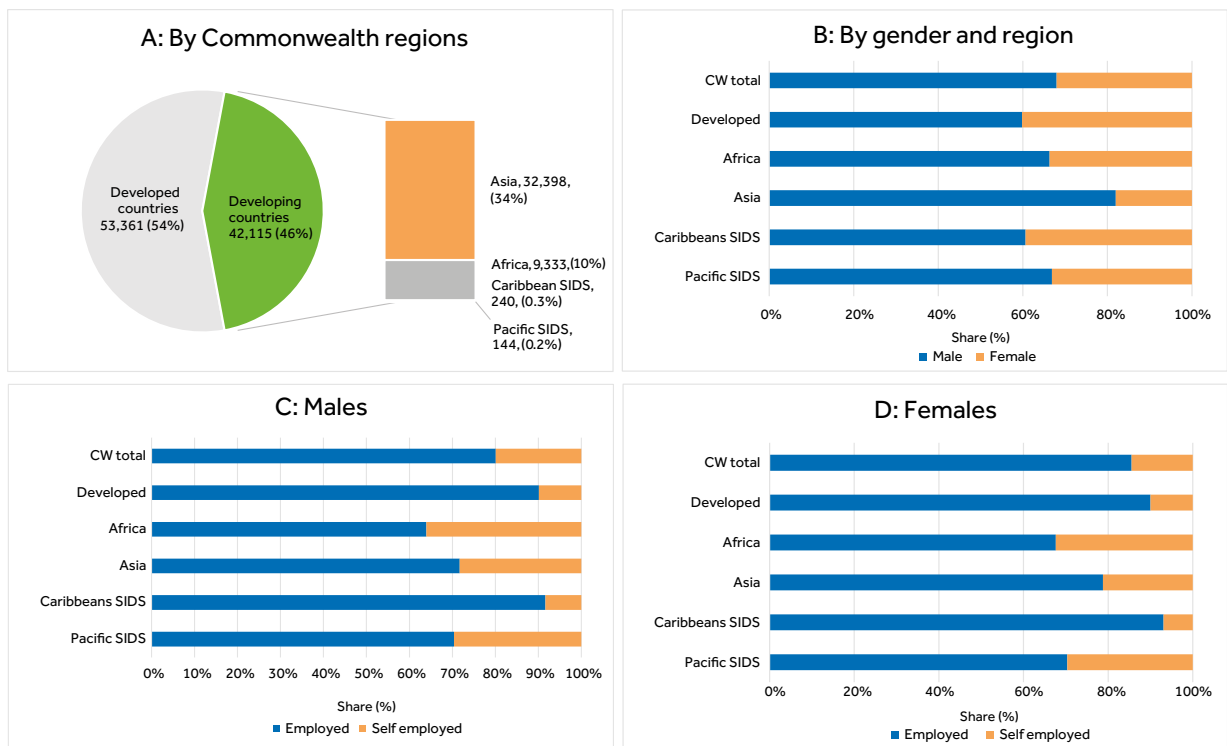 A: By Commonwealth regions
Developed
countries
53,361 (54%)
Developing
countries
42,115 (46%)
Asia, 32,398,
(34%)
Africa, 9,333,(10%)
Caribbean SIDS,
240, (0.3%)
Pacific SIDS,
144, (0.2%)
B: By gender and region
CW total
Developed
Africa
Asia
Caribbeans SIDS
Pacific SIDS
0% 20% 40% 60% 80% 100%
Share (%)
Male Female
C: Males
CW total
Developed
Africa
Asia
Caribbeans SIDS
Pacific SIDS
0% 10% 20% 30% 40% 50% 60% 70% 80% 90% 100%
Share (%)
Employed Self employed
D: Females
CW total
Developed
Africa
Asia
Caribbeans SIDS
Pacific SIDS
0% 20% 40% 60% 80% 100%
Share (%)
Employed Self employed